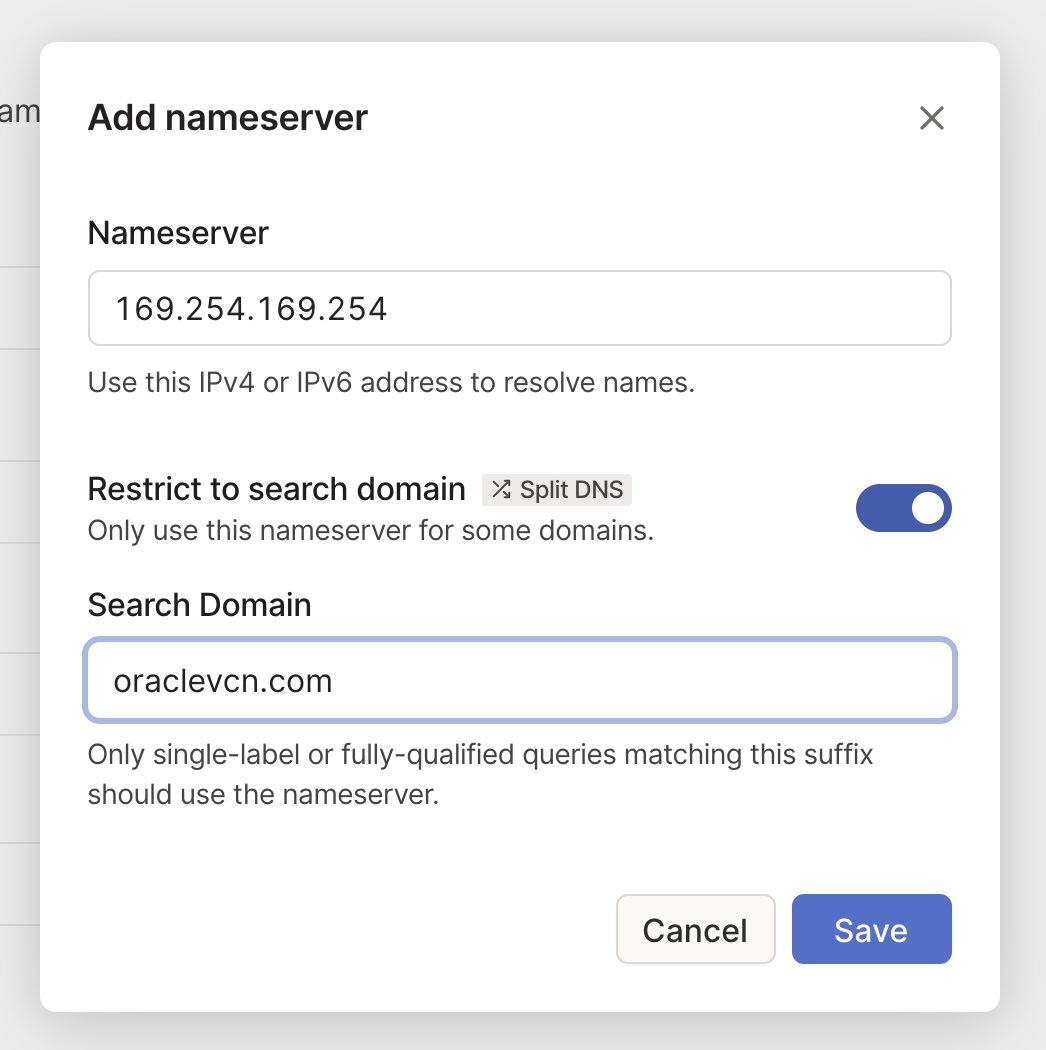 am
Add nameserver
Nameserver
169.254.169.254
Use this IPv4 or IPv6 address to resolve names.
Restrict to search domain Split DNS
Only use this nameserver for some domains.
Search Domain
oraclevcn.com
Only single-label or fully-qualified queries matching this suffix
should use the nameserver.
Cancel Save